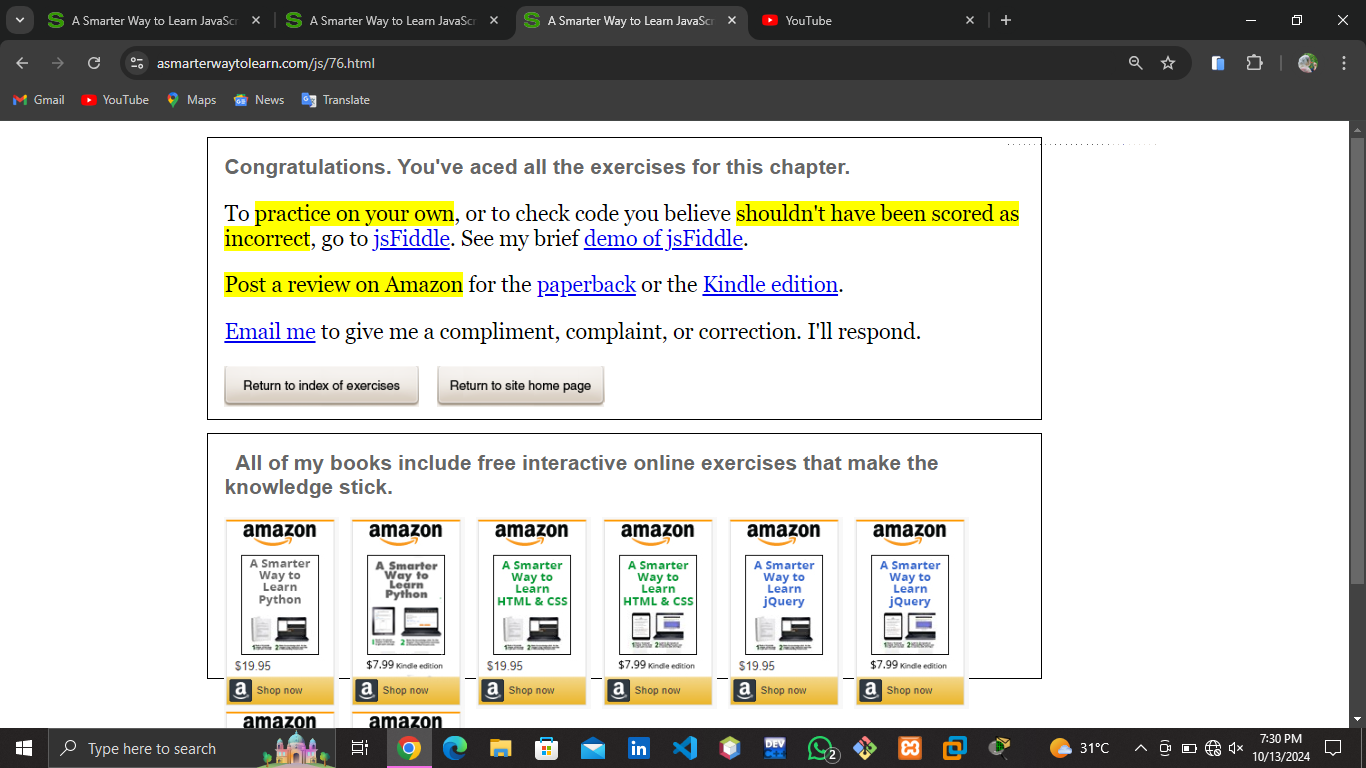 A Smarter Way to Learn JavaScr
A Smarter Way to Learn JavaScr
A Smarter Way to Learn JavaScr
YouTube
asmarterwaytolearn.com/js/76.html
Gmail
YouTube
Maps
News
Translate
Congratulations. You've aced all the exercises for this chapter.
To practice on your own, or to check code you believe shouldn't have been scored as
incorrect, go to jsFiddle. See my brief demo of jsFiddle.
Post a review on Amazon for the paperback or the Kindle edition.
Email me to give me a compliment, complaint, or correction. I'll respond.
Return to index of exercises
Return to site home page
All of my books include free interactive online exercises that make the
knowledge stick.
amazon
A Smarter
Way to
Learn
Python
$19.95
Shop now
amazon
A Smarter
Way to
Learn
Python
$7.99 Kindle edition
Shop now
amazon
A Smarter
Way to
Learn
HTML & CSS
$19.95
Shop now
amazon
A Smarter
Way to
Learn
HTML & CSS
$7.99 Kindle edition
Shop now
amazon
A Smarter
Way to
Learn
jQuery
$19.95
Shop now
amazon
A Smarter
Way to
Learn
jQuery
$7.99 Kindle edition
Shop now
amazon
amazon
Type here to search
DEV
2
31°C
7:30 PM
10/13/2024